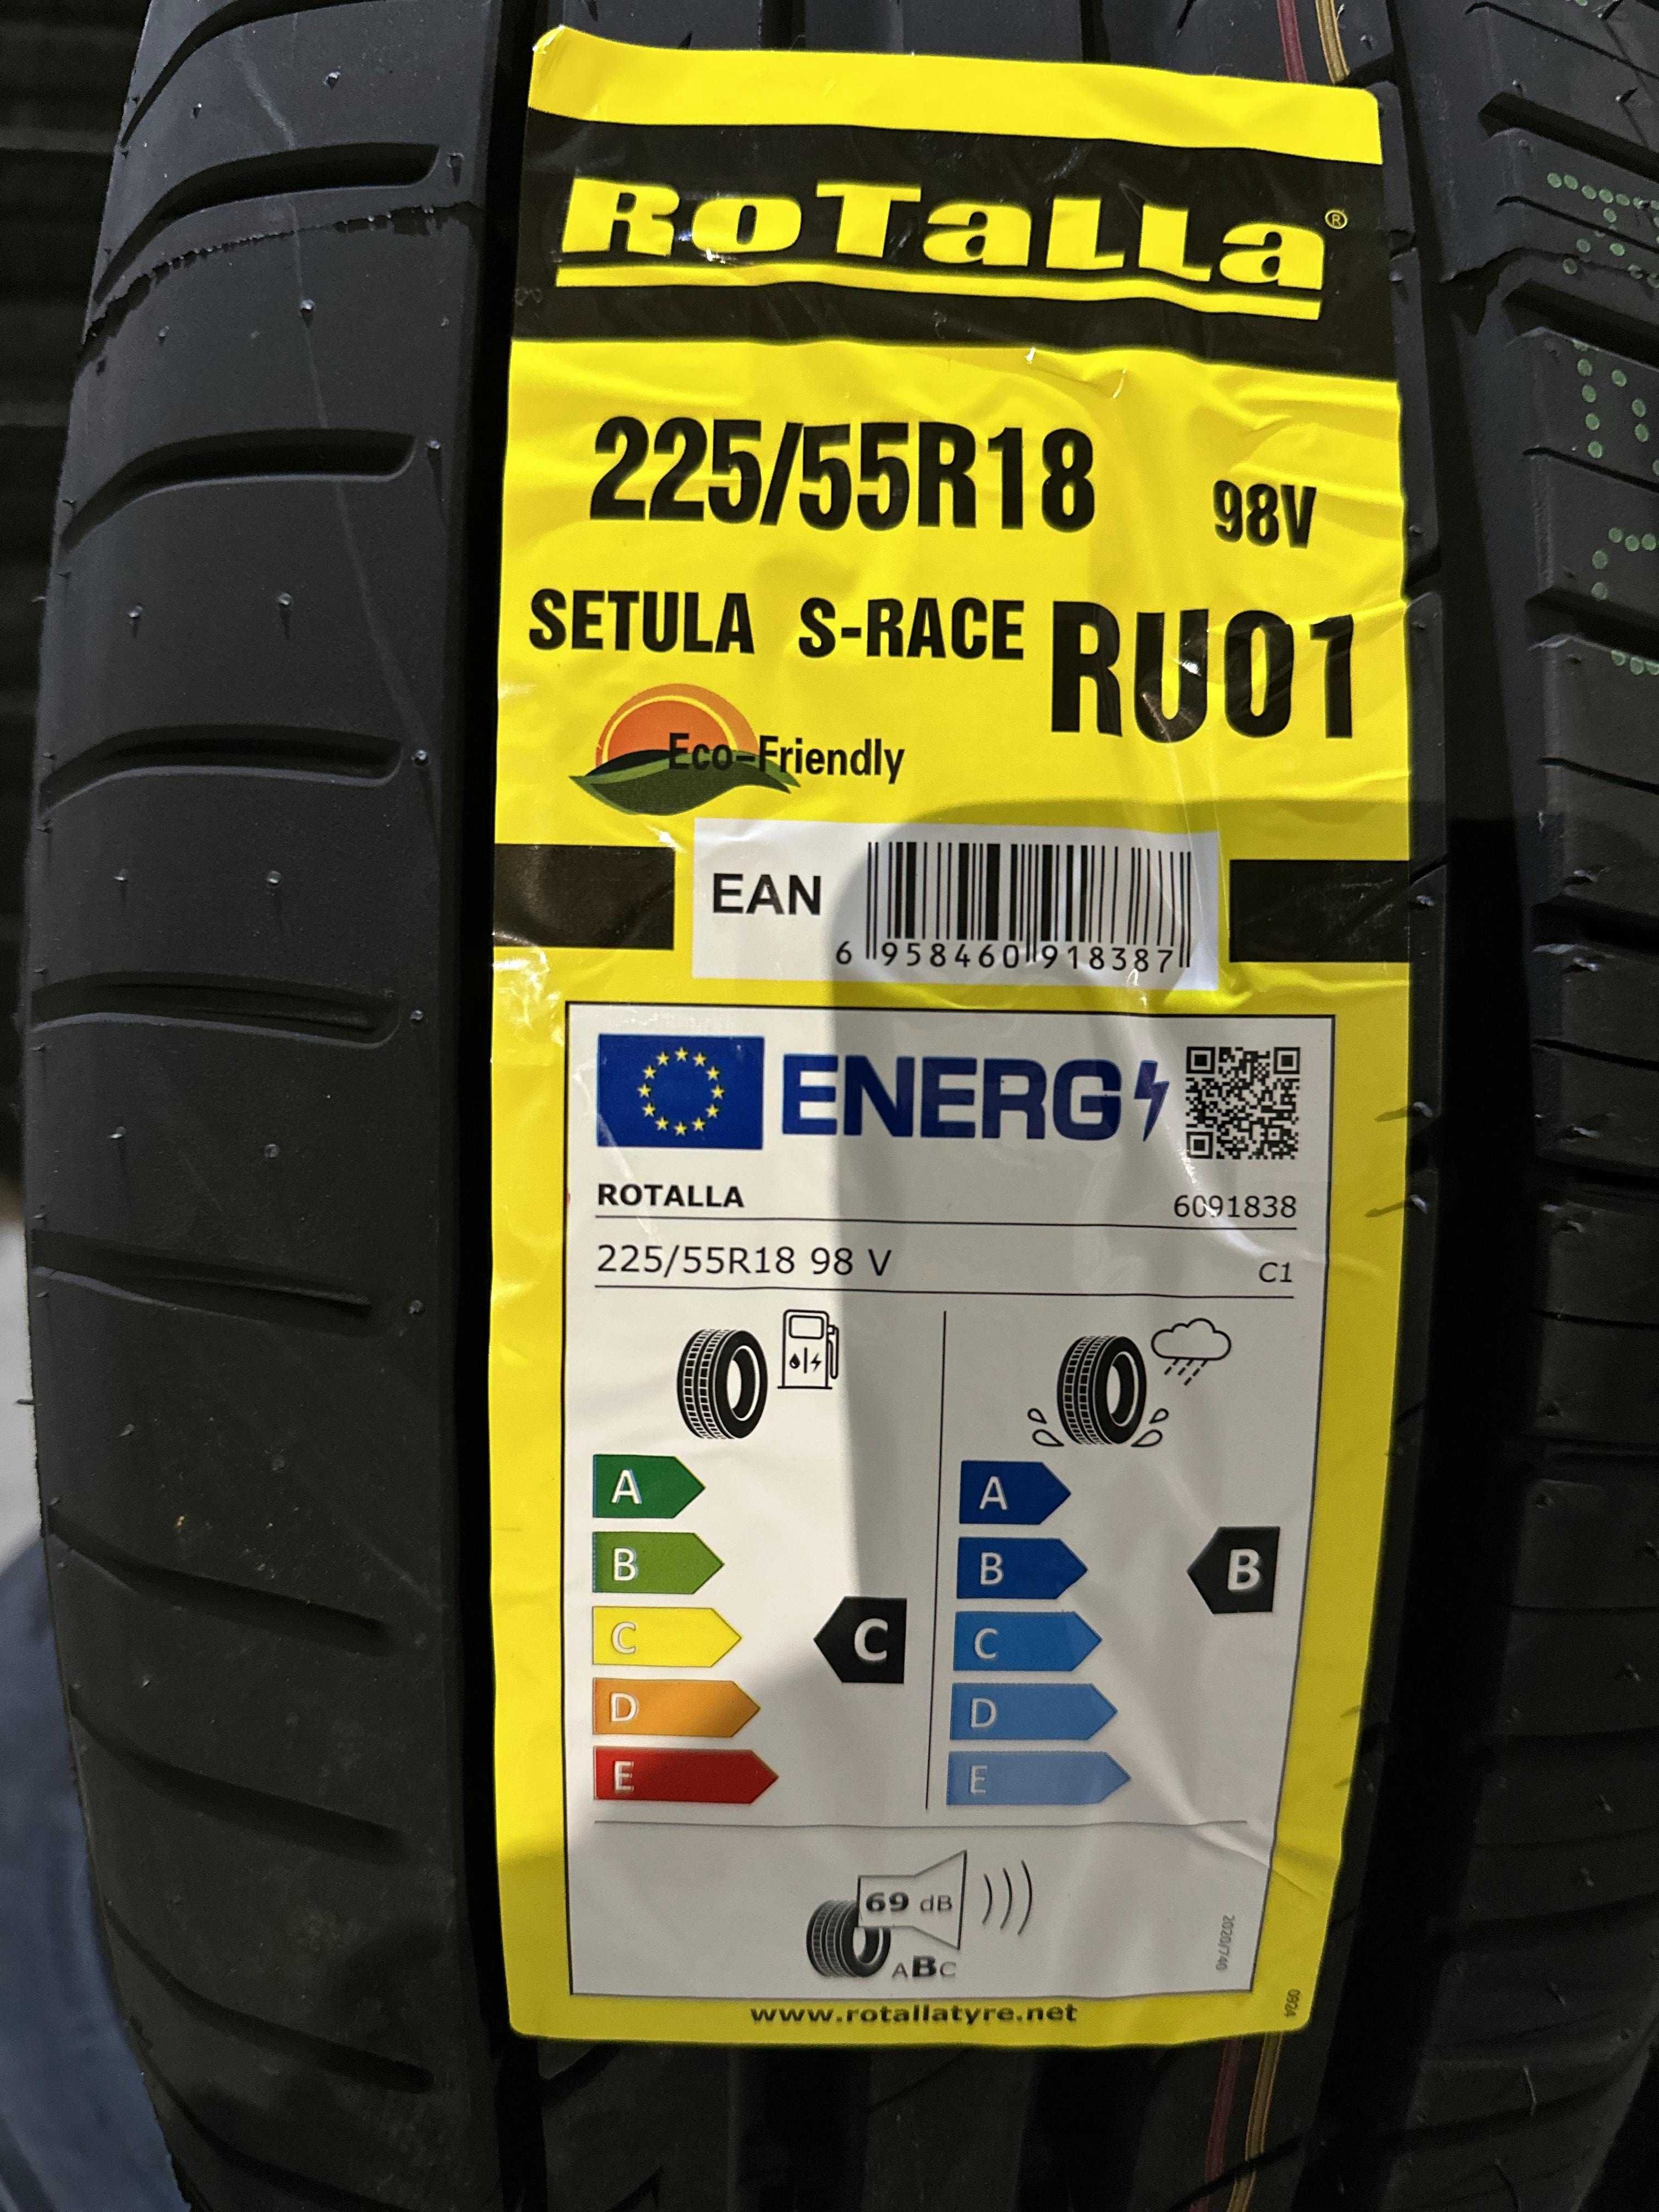 RoTaLLa®
225/55R18 98V
SETULA S-RACE RU01
Eco-Friendly
EAN
6 958460 918387
ENERG
ROTALLA 6091838
225/55R18 98 V C1
A A
B B B
C C C
D D
E E
69 dB
ABC
2020/740
www.rotallatyre.net
0924